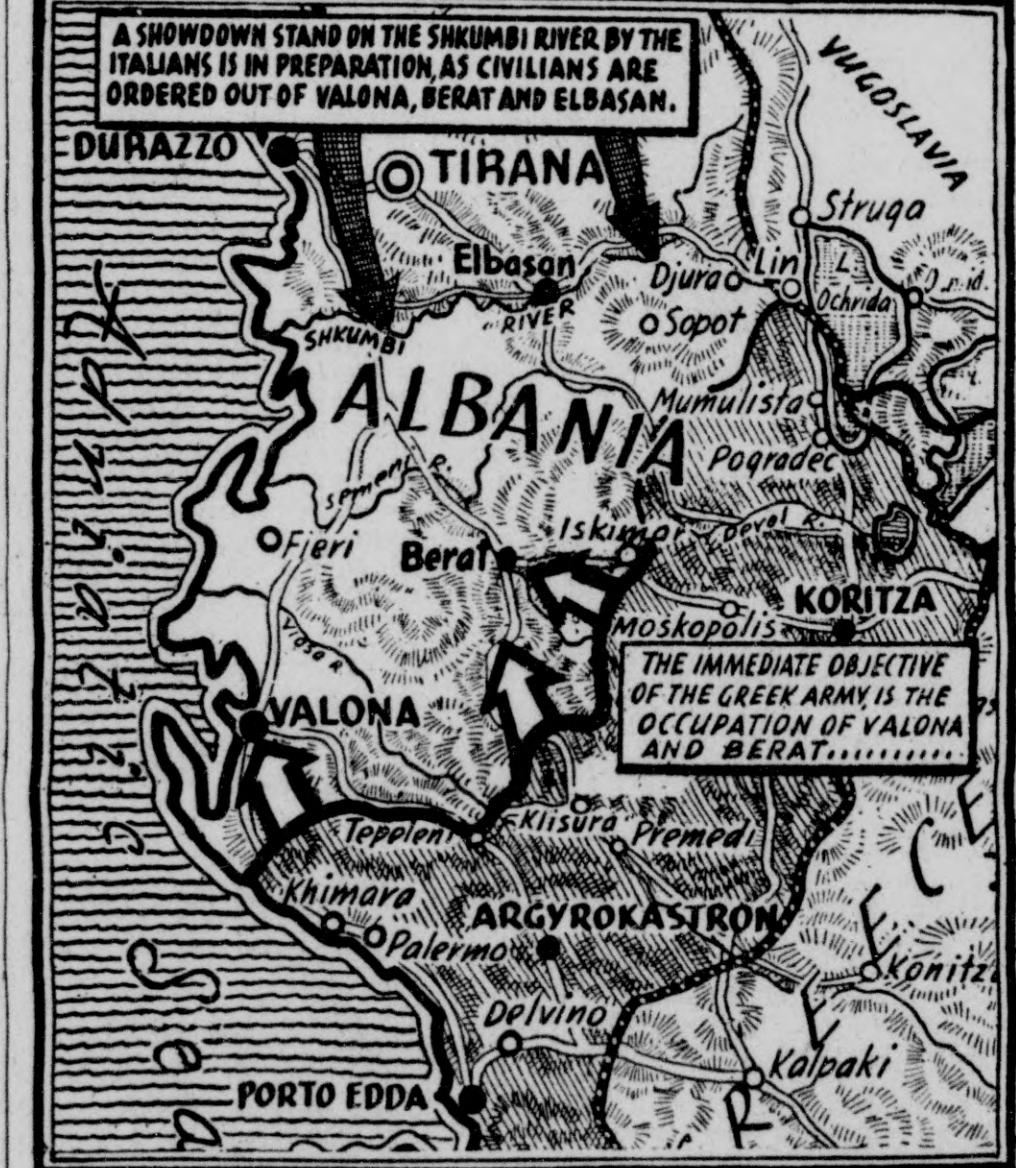 A SHOWDOWN STAND ON THE SHKUMBI RIVER BY THE
ITALIANS IS IN PREPARATION, AS CIVILIANS ARE
ORDERED OUT OF VALONA, BERAT AND ELBASAN.
YUGOSLAVIA
DURAZZO
TIRANA
Struga
Elbasan
Djura
Lin
L.
Ochrida
SHKUMBI
RIVER
Sopot
ALBANIA
Mumulista
Pogradec
Semeni R.
Devol R.
Fieri
Berat
Iskimar
KORITZA
Moskopolis
Viosa R.
THE IMMEDIATE OBJECTIVE
OF THE GREEK ARMY, IS THE
OCCUPATION OF VALONA
AND BERAT...........
VALONA
Tepeleni
Klisura
Premedi
Khimara
Palermo
ARGYROKASTRON
Konitz
Delvino
Kalpaki
PORTO EDDA